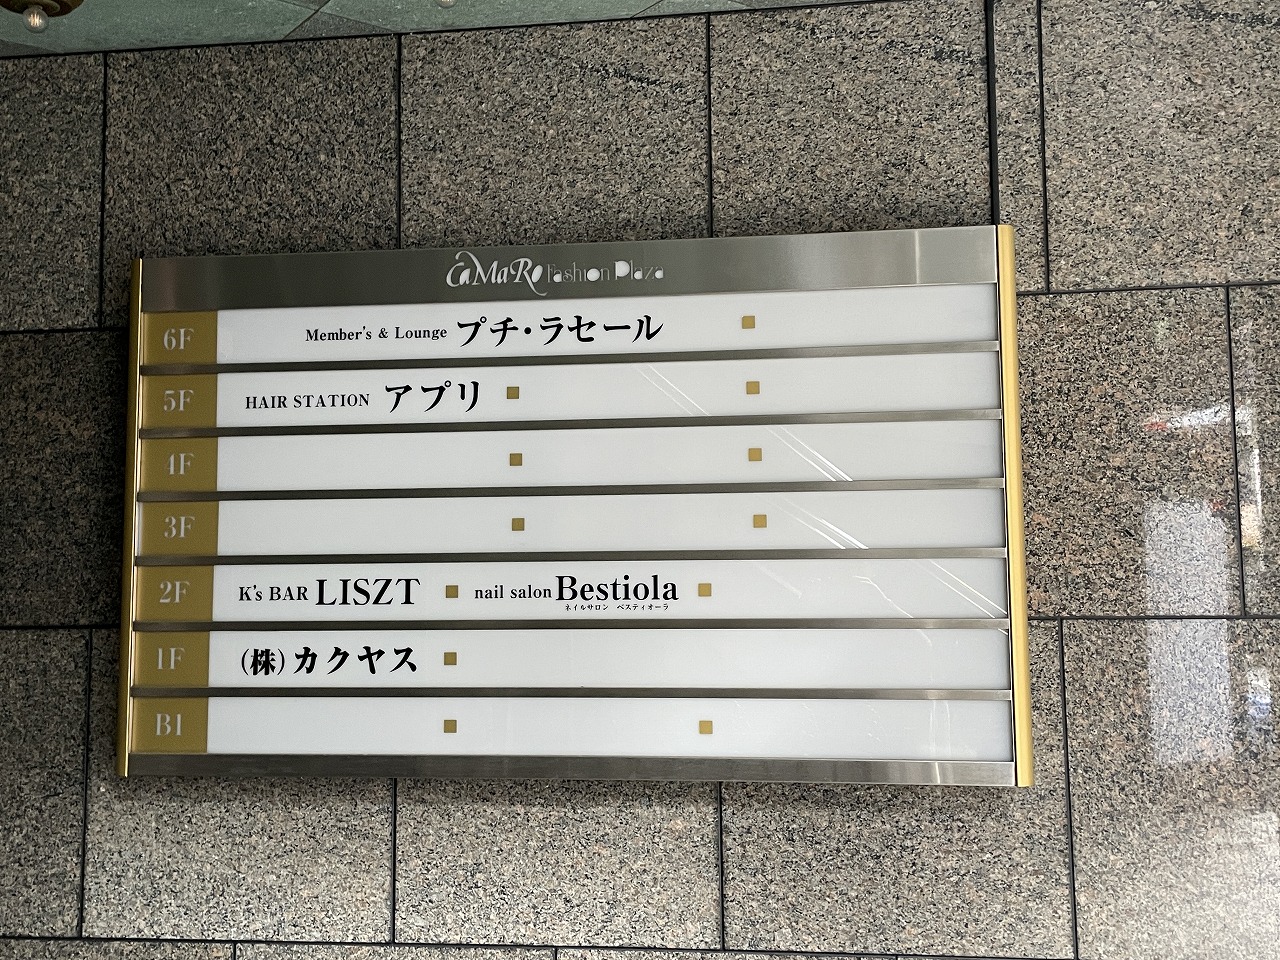 CaMaRo Fashion Plaza
6F Member's & Lounge プチ・ラセール
5F HAIR STATION アプリ
4F
3F
2F K's BAR LISZT nail salon Bestiola
ネイルサロン ベスティオーラ
1F (株)カクヤス
B1